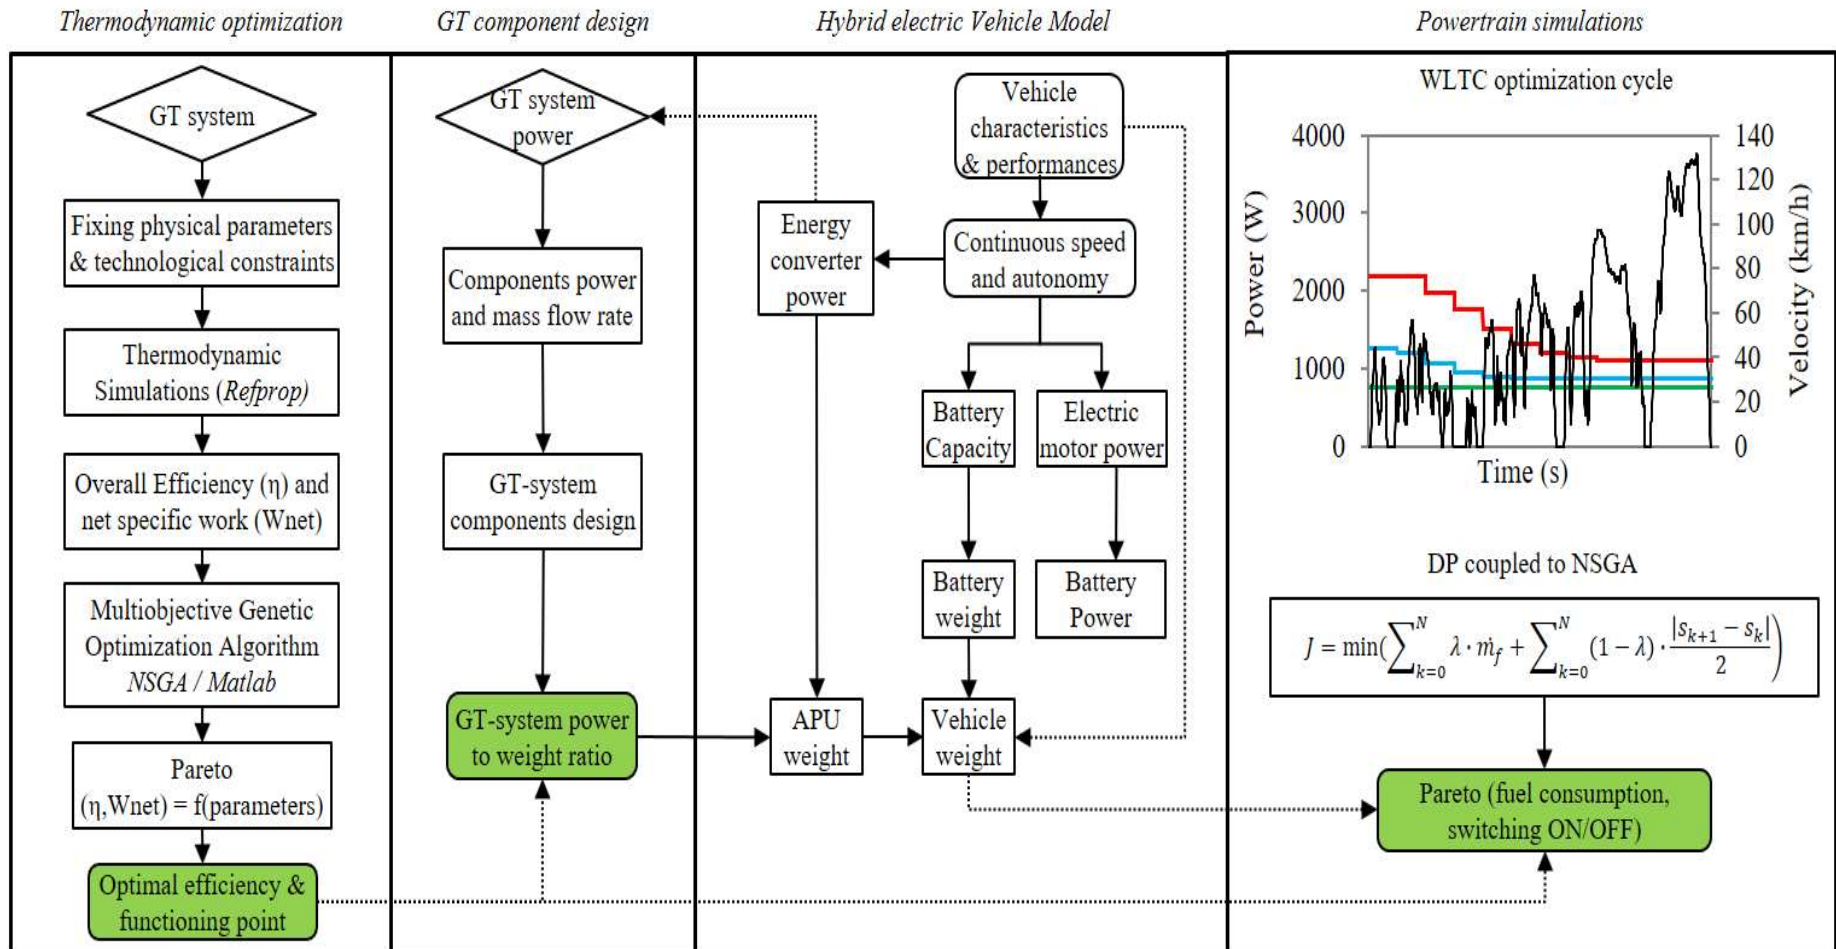 Thermodynamic optimization
GT component design
Hybrid electric Vehicle Model
Powertrain simulations
GT system
Fixing physical parameters
& technological constraints
Thermodynamic
Simulations (Refprop)
Overall Efficiency (η) and
net specific work (Wnet)
Multiobjective Genetic
Optimization Algorithm
NSGA / Matlab
Pareto
(η,Wnet) = f(parameters)
Optimal efficiency &
functioning point
GT system
power
Components power
and mass flow rate
GT-system
components design
GT-system power
to weight ratio
Vehicle
characteristics
& performances
Energy
converter
power
Continuous speed
and autonomy
Battery
Capacity
Electric
motor power
Battery
weight
Battery
Power
APU
weight
Vehicle
weight
WLTC optimization cycle
Power (W)
4000
3000
2000
1000
0
140
120
100
80
60
40
20
0
Velocity (km/h)
Time (s)
DP coupled to NSGA
J = min(∑_{k=0}^{N} λ · ṁ_f + ∑_{k=0}^{N} (1 − λ) · |s_{k+1} − s_k| / 2)
Pareto (fuel consumption,
switching ON/OFF)